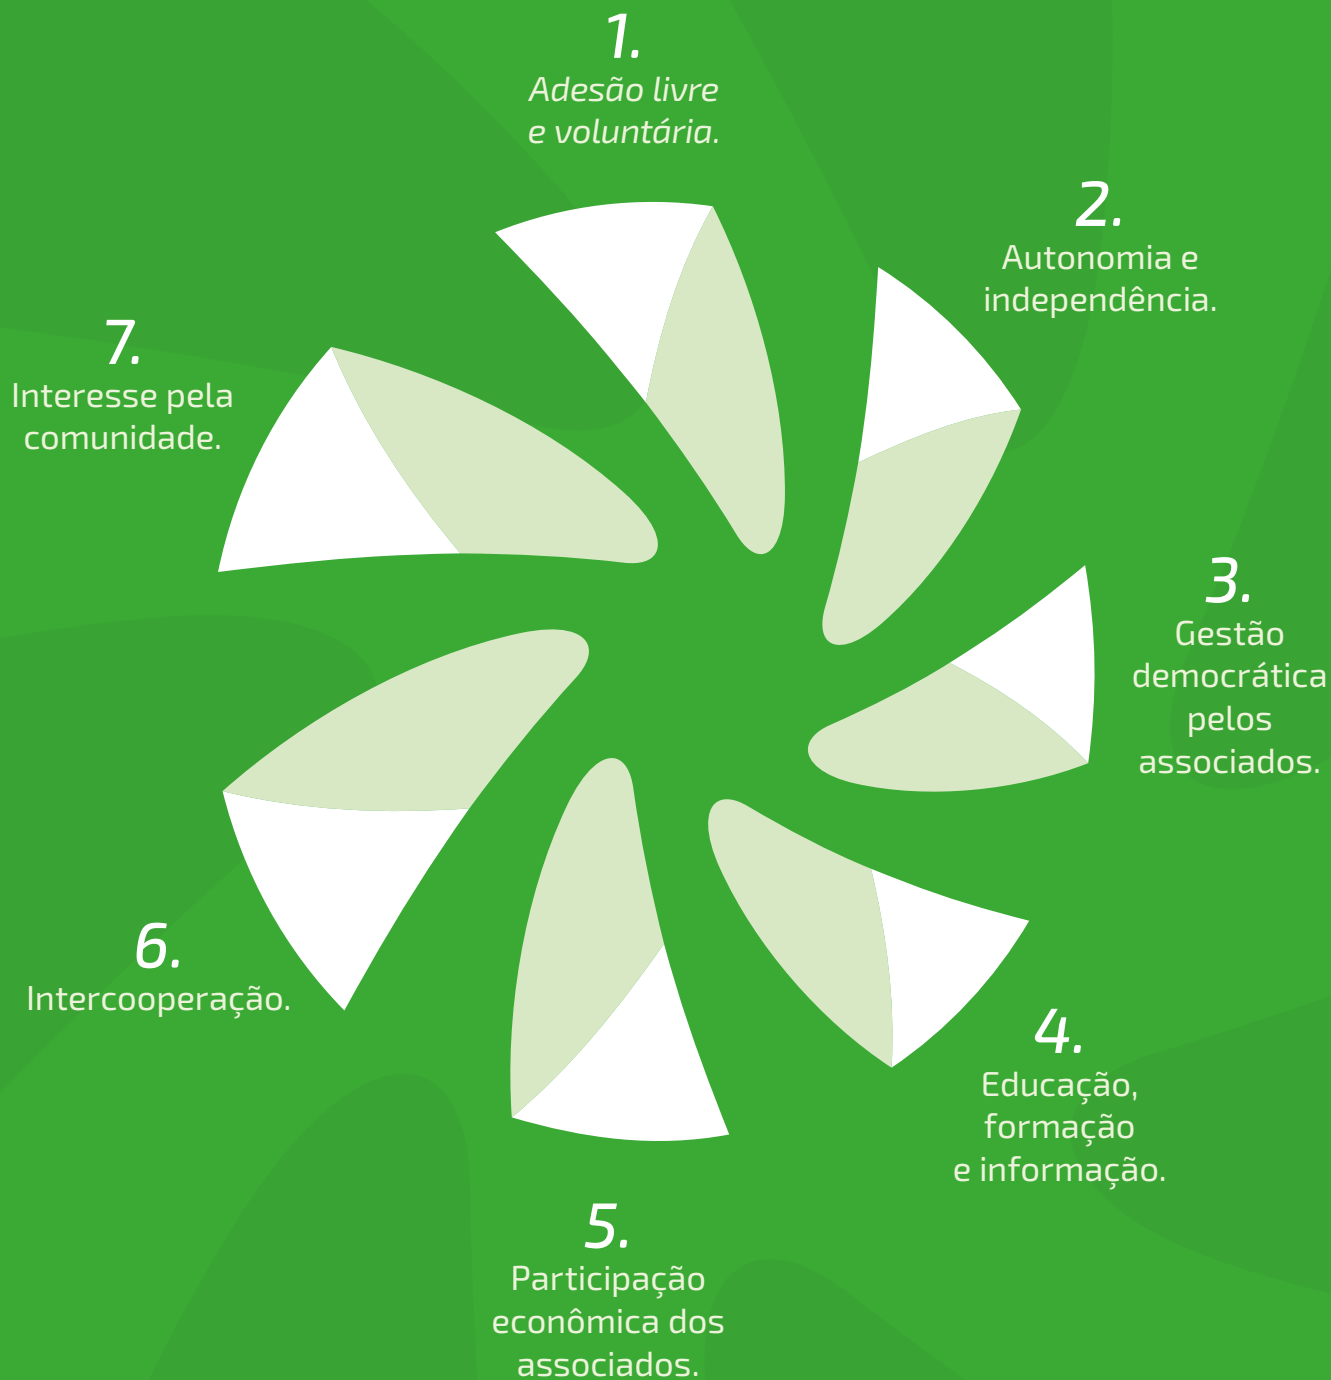 1.
Adesão livre
e voluntária.
2.
Autonomia e
independência.
3.
Gestão
democrática
pelos
associados.
4.
Educação,
formação
e informação.
5.
Participação
econômica dos
associados.
6.
Intercooperação.
7.
Interesse pela
comunidade.